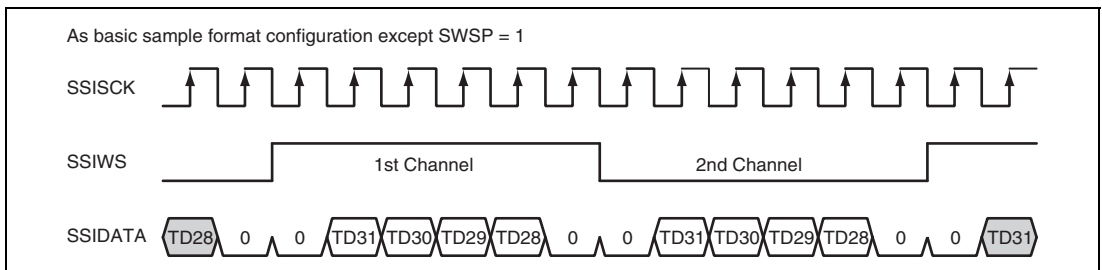 As basic sample format configuration except SWSP = 1
SSISCK
SSIWS 1st Channel 2nd Channel
SSIDATA TD28 0 0 TD31 TD30 TD29 TD28 0 0 TD31 TD30 TD29 TD28 0 0 TD31